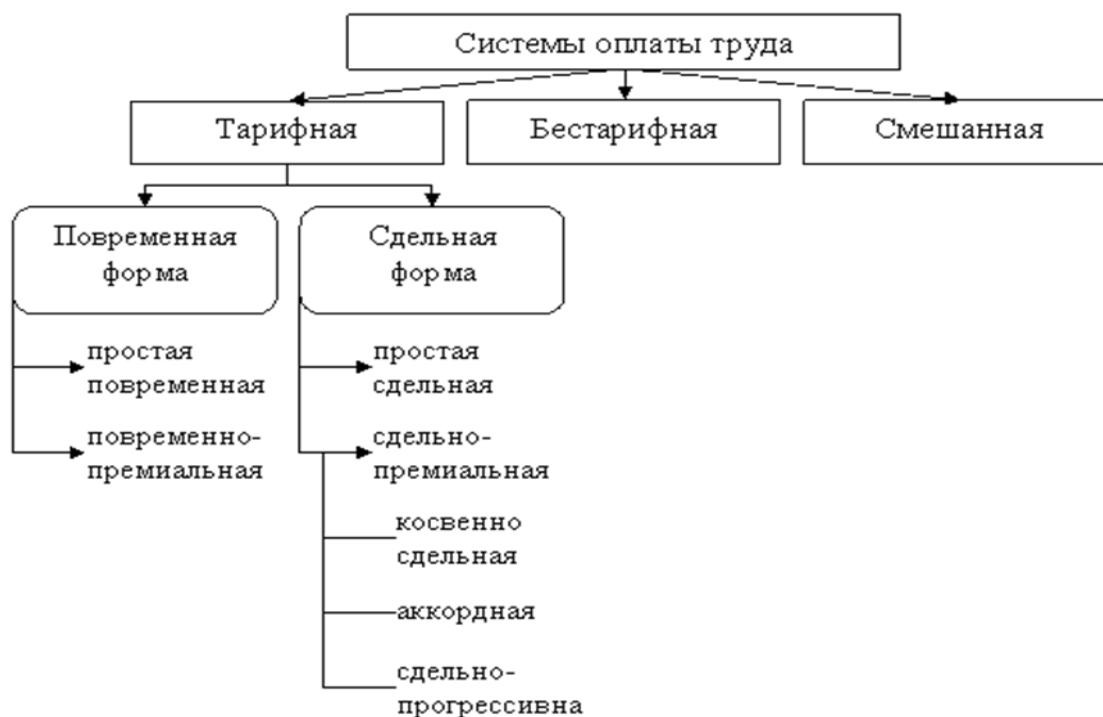 Системы оплаты труда
Тарифная
Бестарифная
Смешанная
Повременная
форма
Сдельная
форма
простая
повременная
повременно-
премиальная
простая
сдельная
сдельно-
премиальная
косвенно
сдельная
аккордная
сдельно-
прогрессивна